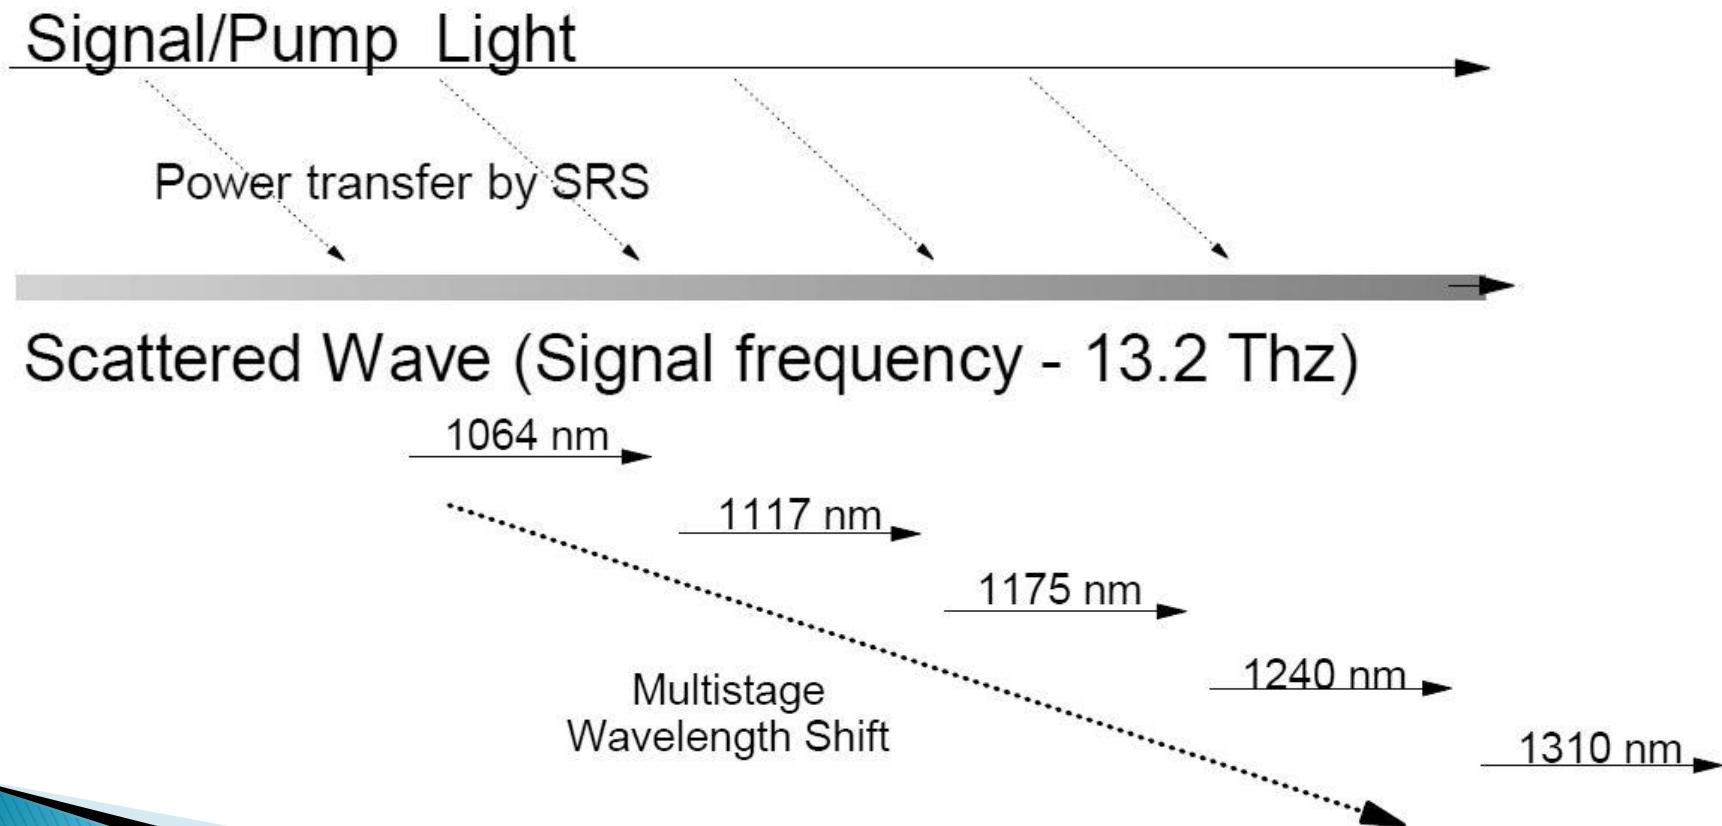 Signal/Pump Light
Power transfer by SRS
Scattered Wave (Signal frequency - 13.2 Thz)
1064 nm
1117 nm
1175 nm
1240 nm
Multistage
Wavelength Shift
1310 nm